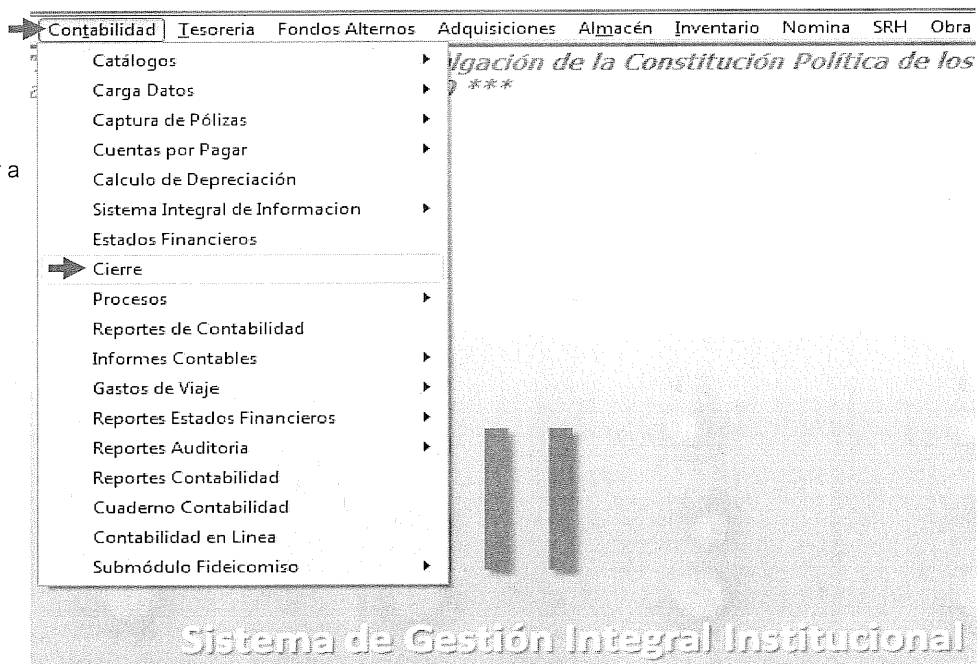 Contabilidad Tesoreria Fondos Alternos Adquisiciones Almacén Inventario Nomina SRH Obra
lgación de la Constitución Política de los
***
Catálogos
Carga Datos
Captura de Pólizas
Cuentas por Pagar
a
Calculo de Depreciación
Sistema Integral de Informacion
Estados Financieros
Cierre
Procesos
Reportes de Contabilidad
Informes Contables
Gastos de Viaje
Reportes Estados Financieros
Reportes Auditoria
Reportes Contabilidad
Cuaderno Contabilidad
Contabilidad en Linea
Submódulo Fideicomiso
Sistema de Gestión Integral Institucional